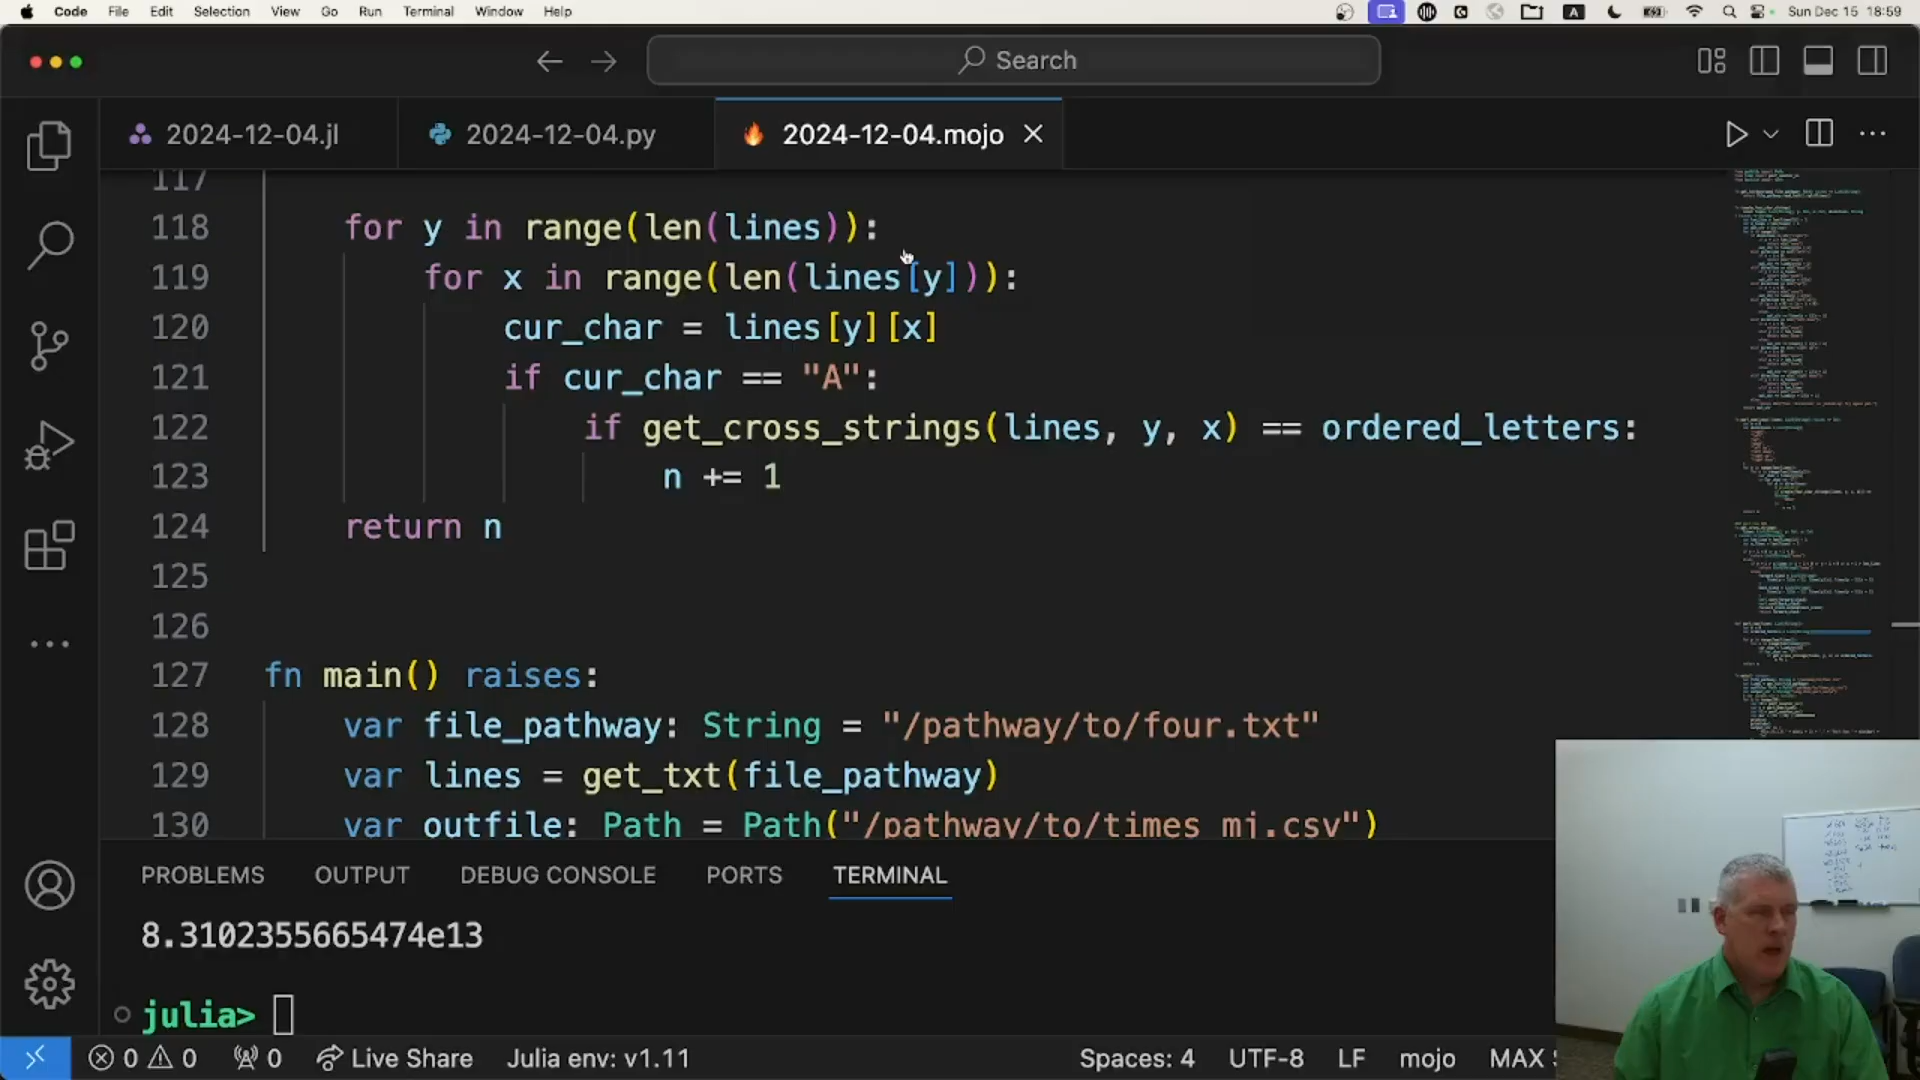 Code File Edit Selection View Go Run Terminal Window Help A Sun Dec 15 18:59
Search
2024-12-04.jl 2024-12-04.py 2024-12-04.mojo
117
118 for y in range(len(lines)):
119 for x in range(len(lines[y])):
120 cur_char = lines[y][x]
121 if cur_char == "A":
122 if get_cross_strings(lines, y, x) == ordered_letters:
123 n += 1
124 return n
125
126
127 fn main() raises:
128 var file_pathway: String = "/pathway/to/four.txt"
129 var lines = get_txt(file_pathway)
130 var outfile: Path = Path("/pathway/to/times_mj.csv")
PROBLEMS OUTPUT DEBUG CONSOLE PORTS TERMINAL
8.3102355665474e13
julia>
0 0 0 Live Share Julia env: v1.11 Spaces: 4 UTF-8 LF mojo MAX